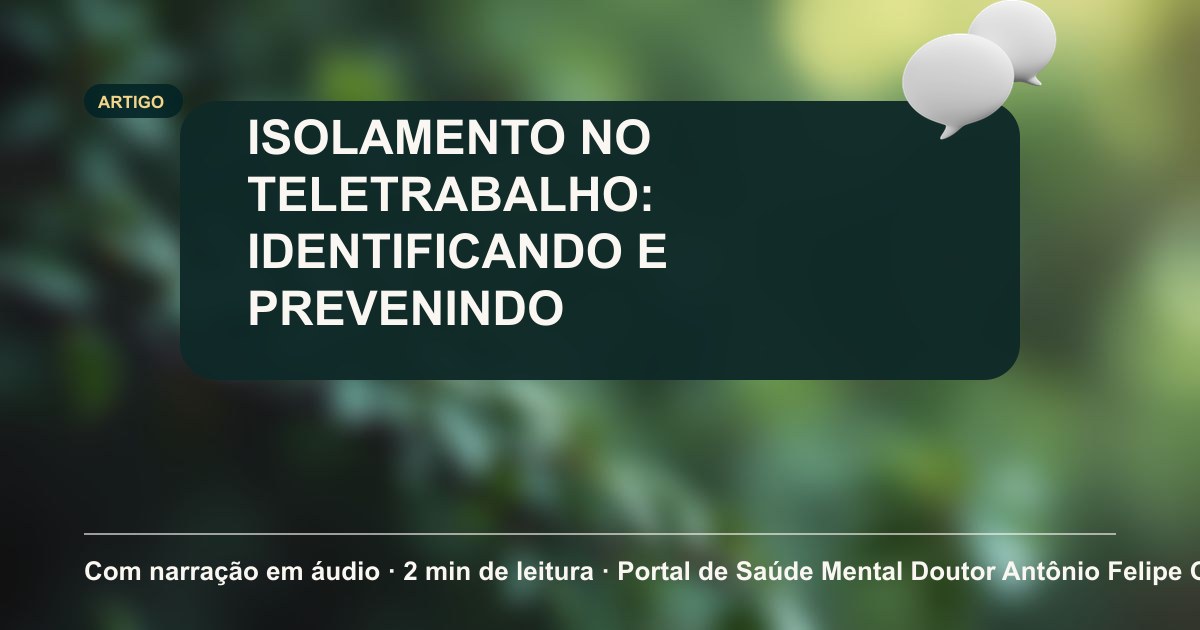 ARTIGO
ISOLAMENTO NO
TELETRABALHO:
IDENTIFICANDO E
PREVENINDO
Com narração em áudio · 2 min de leitura · Portal de Saúde Mental Doutor Antônio Felipe